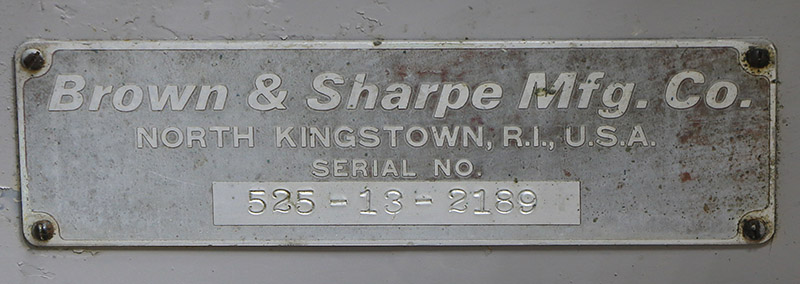 Brown & Sharpe Mfg. Co.
NORTH KINGSTOWN, R.I., U.S.A.
SERIAL NO.
525-13-2189